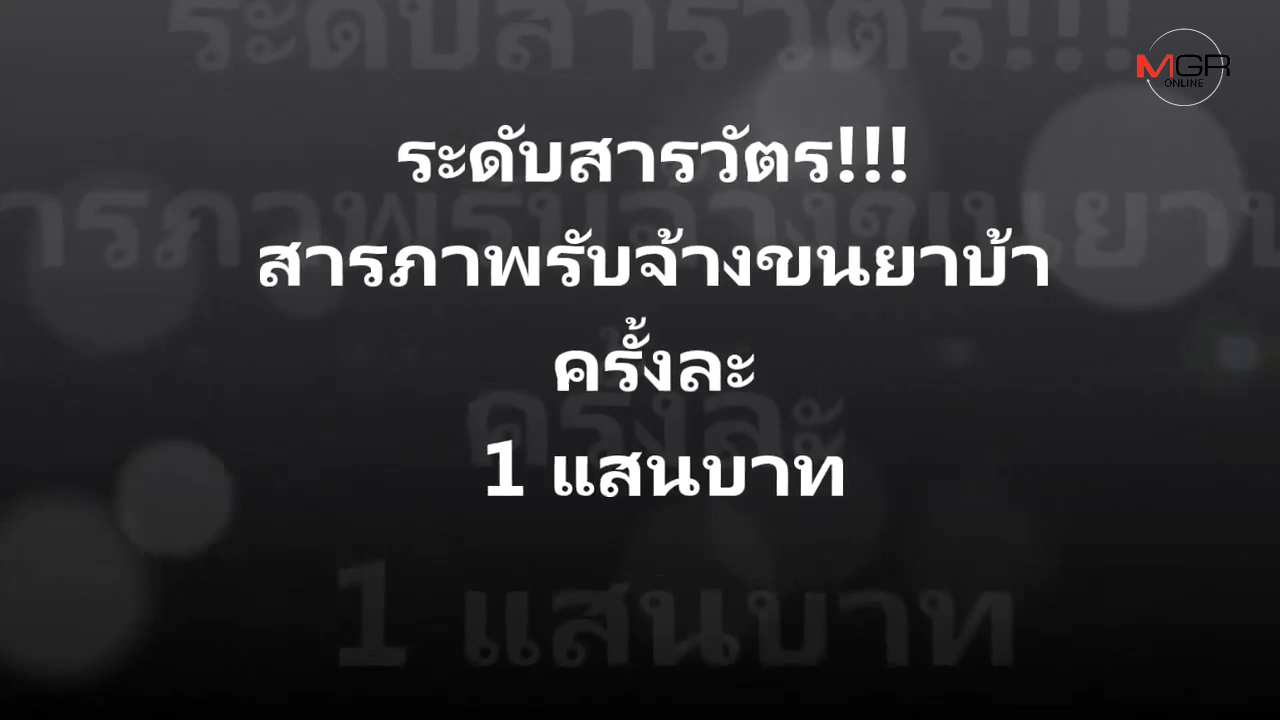 MGR
ONLINE
ระดับสารวัตร!!!
สารภาพรับจ้างขนยาบ้า
ครั้งละ
1 แสนบาท